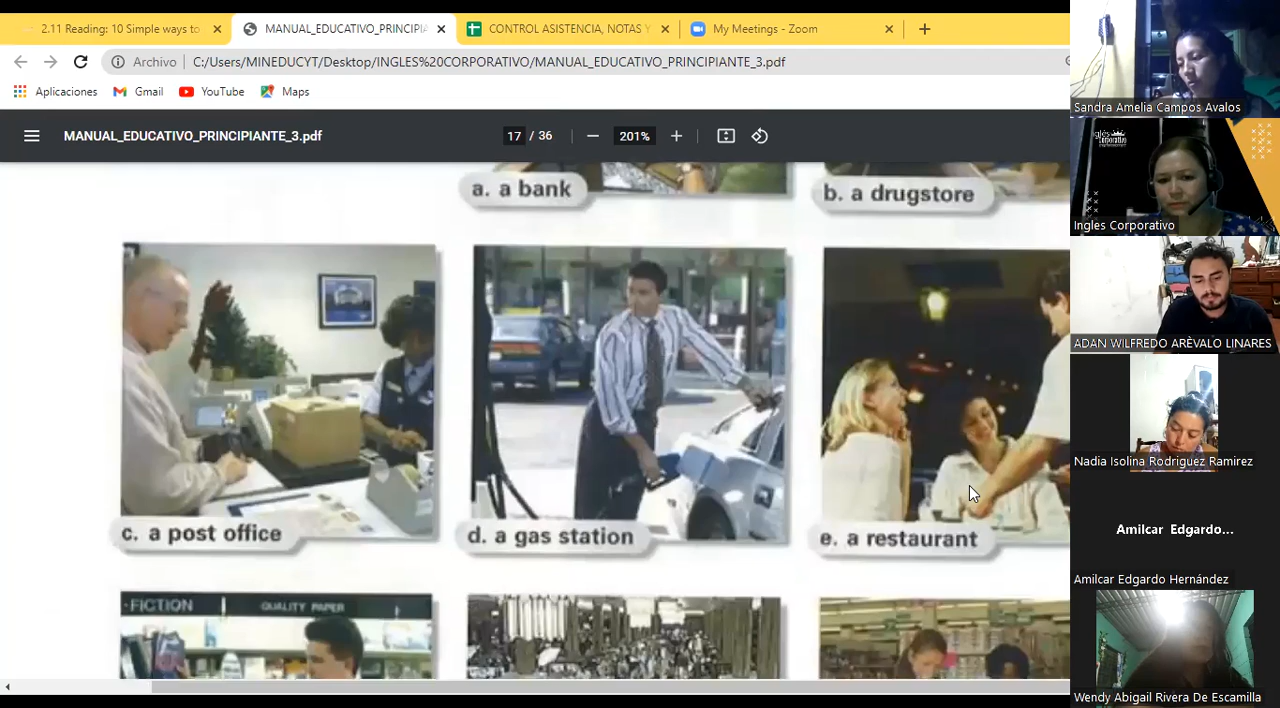 2.11 Reading: 10 Simple ways to
MANUAL_EDUCATIVO_PRINCIPIA
CONTROL ASISTENCIA, NOTAS Y
My Meetings - Zoom
Archivo
C:/Users/MINEDUCYT/Desktop/INGLES%20CORPORATIVO/MANUAL_EDUCATIVO_PRINCIPIANTE_3.pdf
Aplicaciones
Gmail
YouTube
Maps
MANUAL_EDUCATIVO_PRINCIPIANTE_3.pdf
17 / 36
201%
a. a bank
b. a drugstore
c. a post office
d. a gas station
e. a restaurant
FICTION
QUALITY PAPER
Sandra Amelia Campos Avalos
Corporativo
Ingles Corporativo
ADAN WILFREDO ARÈVALO LINARES
Nadia Isolina Rodriguez Ramirez
Amilcar Edgardo...
Amilcar Edgardo Hernández
Wendy Abigail Rivera De Escamilla